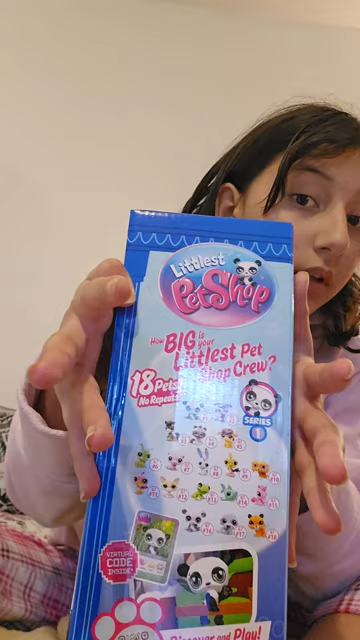 Littlest
PetShop
How BIG is your
Littlest Pet
Shop Crew?
18 Pets!
No Repeats!
SERIES
1
VIRTUAL
CODE
INSIDE
Discover and Play!